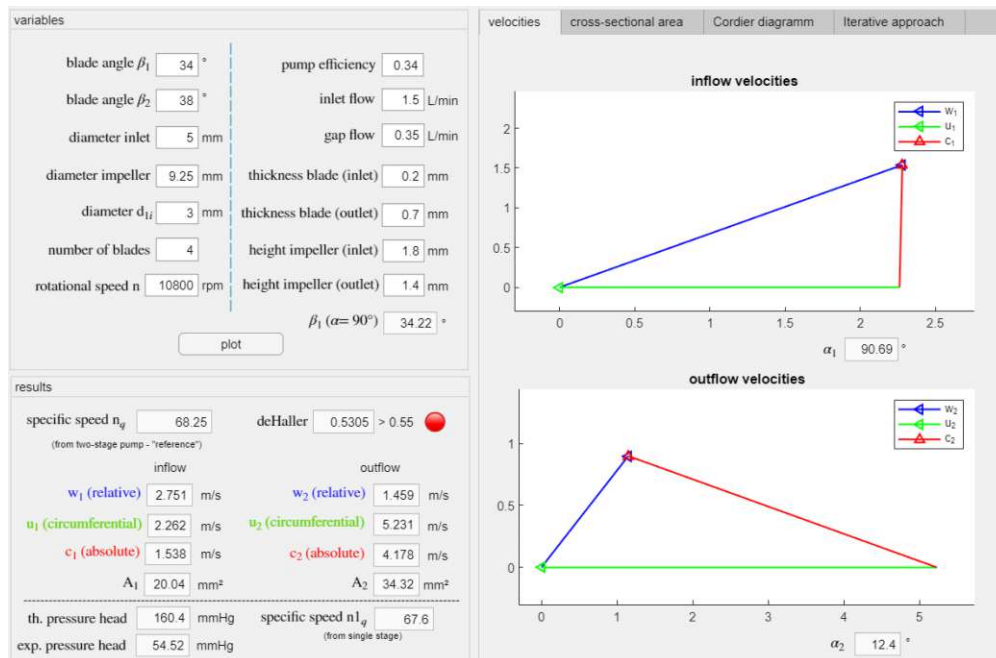 variables
blade angle β1 34 °
blade angle β2 38 °
diameter inlet 5 mm
diameter impeller 9.25 mm
diameter d1i 3 mm
number of blades 4
rotational speed n 10800 rpm
pump efficiency 0.34
inlet flow 1.5 L/min
gap flow 0.35 L/min
thickness blade (inlet) 0.2 mm
thickness blade (outlet) 0.7 mm
height impeller (inlet) 1.8 mm
height impeller (outlet) 1.4 mm
β1 (α= 90°) 34.22 °
plot
results
specific speed nq 68.25
(from two-stage pump - "reference")
deHaller 0.5305 > 0.55
inflow
w1 (relative) 2.751 m/s
u1 (circumferential) 2.262 m/s
c1 (absolute) 1.538 m/s
A1 20.04 mm²
outflow
w2 (relative) 1.459 m/s
u2 (circumferential) 5.231 m/s
c2 (absolute) 4.178 m/s
A2 34.32 mm²
th. pressure head 160.4 mmHg
exp. pressure head 54.52 mmHg
specific speed n1q 67.6
(from single stage)
velocities cross-sectional area Cordier diagramm Iterative approach
inflow velocities
w1
u1
c1
2
1.5
1
0.5
0
0 0.5 1 1.5 2 2.5
α1 90.69 °
outflow velocities
w2
u2
c2
1
0
0 1 2 3 4 5
α2 12.4 °